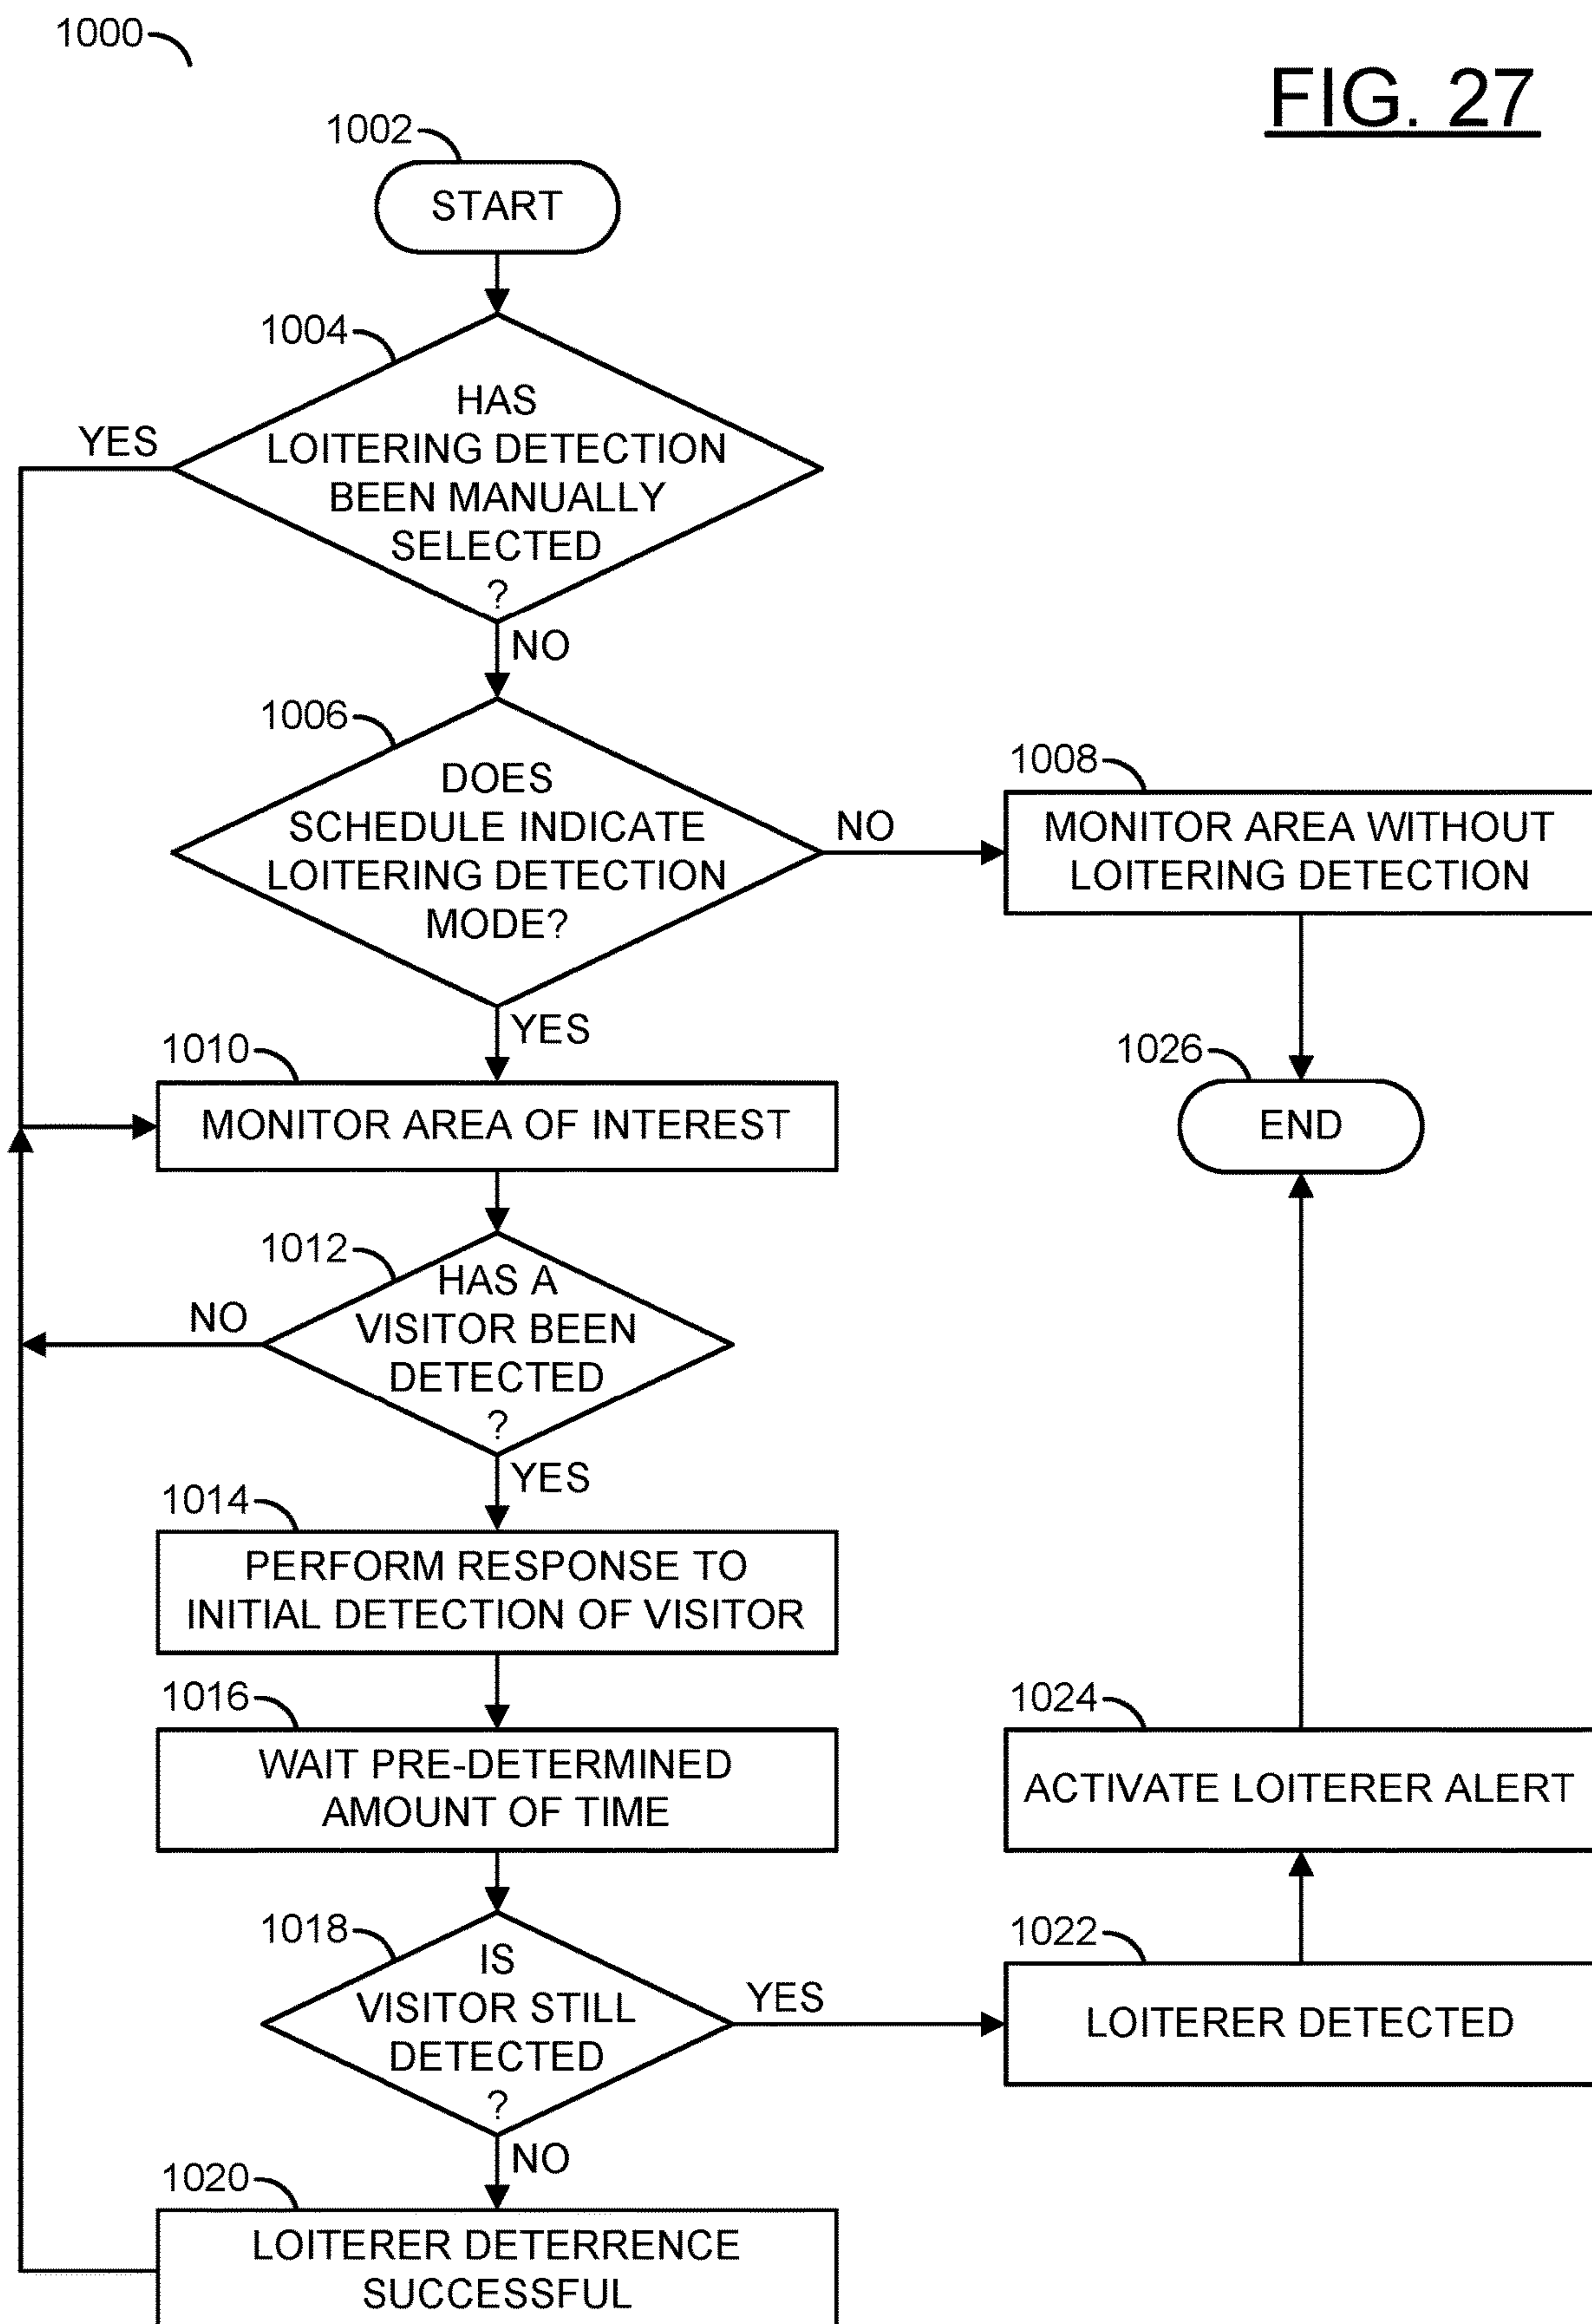 1000
FIG. 27
1002
START
1004
HAS
LOITERING DETECTION
BEEN MANUALLY
SELECTED
?
YES
NO
1006
DOES
SCHEDULE INDICATE
LOITERING DETECTION
MODE?
NO
1008
MONITOR AREA WITHOUT
LOITERING DETECTION
YES
1010
MONITOR AREA OF INTEREST
1026
END
1012
HAS A
VISITOR BEEN
DETECTED
?
NO
YES
1014
PERFORM RESPONSE TO
INITIAL DETECTION OF VISITOR
1016
WAIT PRE-DETERMINED
AMOUNT OF TIME
1024
ACTIVATE LOITERER ALERT
1018
IS
VISITOR STILL
DETECTED
?
YES
1022
LOITERER DETECTED
NO
1020
LOITERER DETERRENCE
SUCCESSFUL